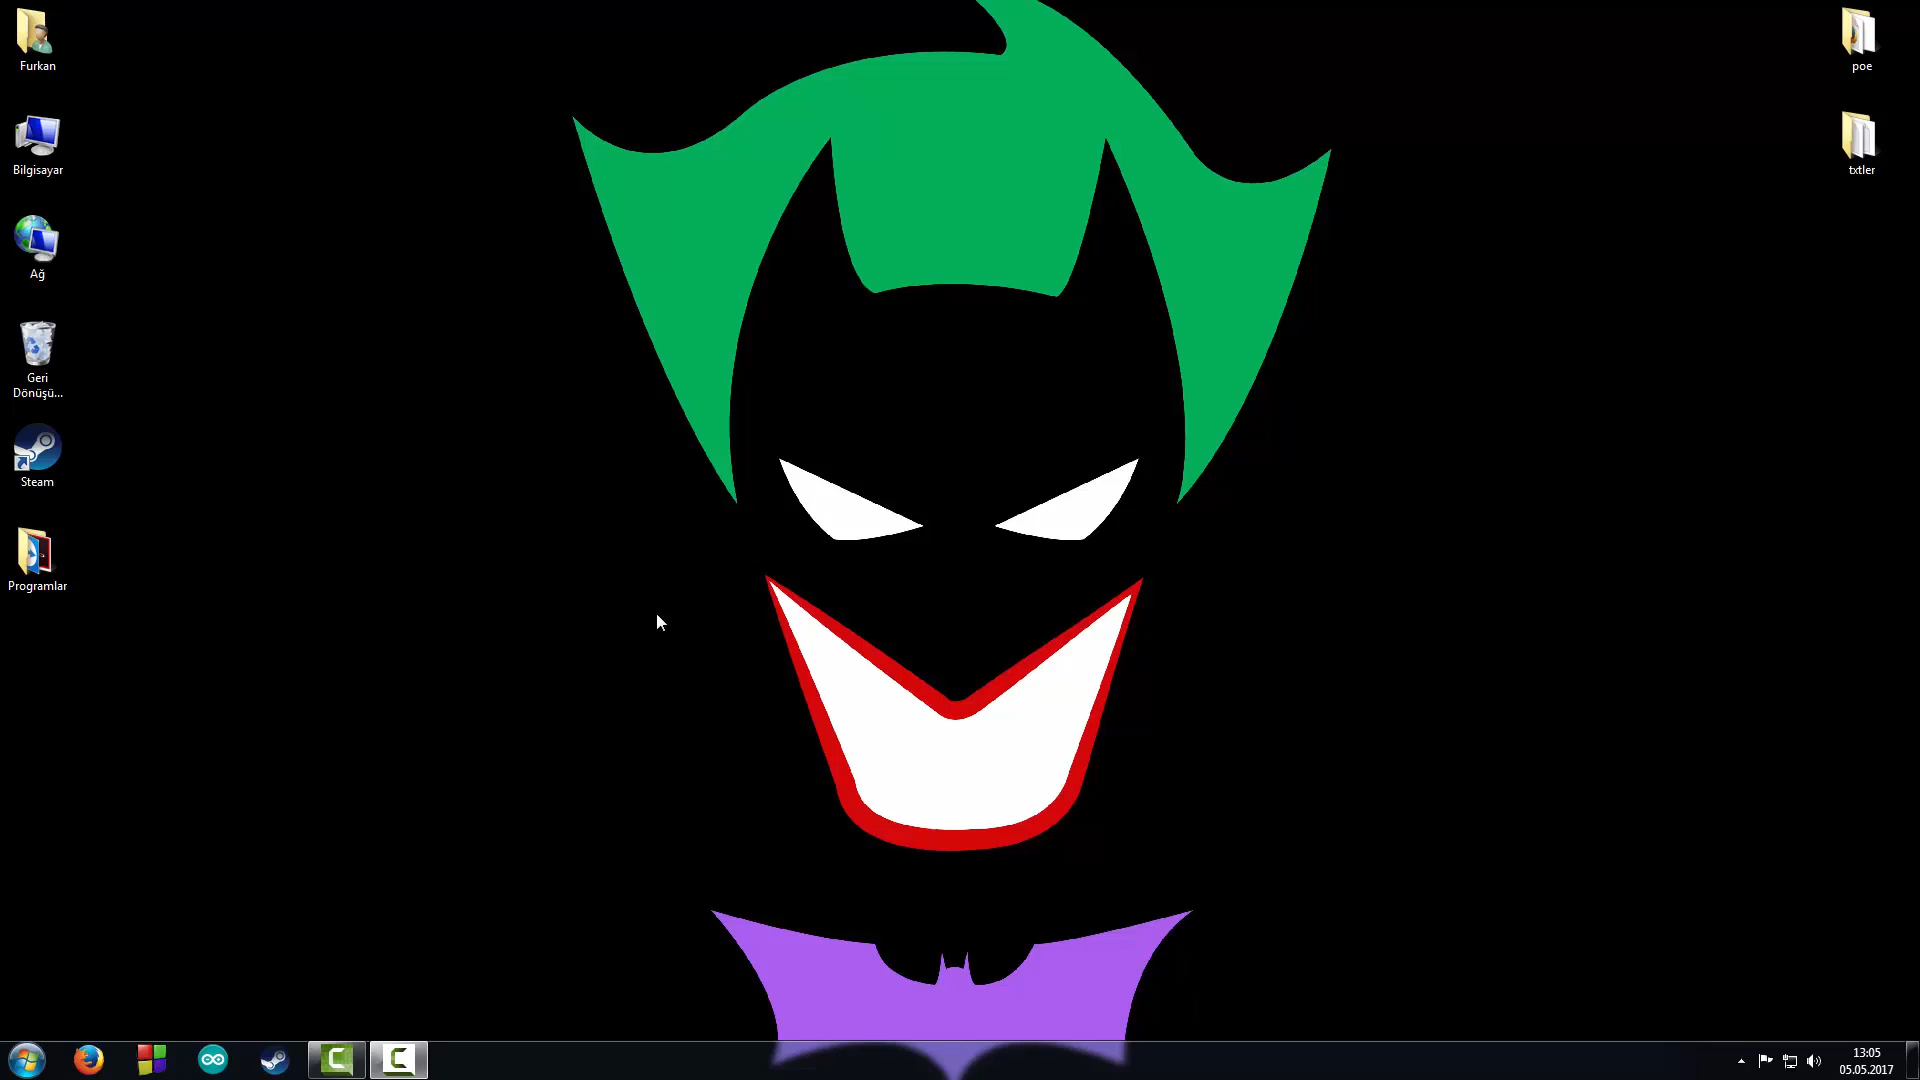 Furkan
Bilgisayar
Ağ
Geri
Dönüşü...
Steam
Programlar
poe
txtler
13:05
05.05.2017